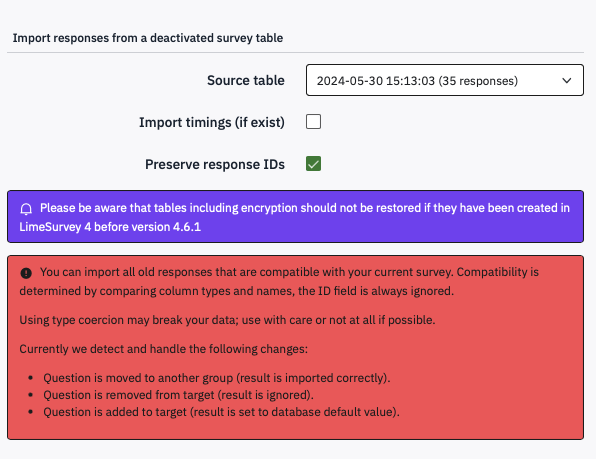 Import responses from a deactivated survey table
Source table
2024-05-30 15:13:03 (35 responses)
Import timings (if exist)
Preserve response IDs
Please be aware that tables including encryption should not be restored if they have been created in
LimeSurvey 4 before version 4.6.1
You can import all old responses that are compatible with your current survey. Compatibility is
determined by comparing column types and names, the ID field is always ignored.
Using type coercion may break your data; use with care or not at all if possible.
Currently we detect and handle the following changes:
• Question is moved to another group (result is imported correctly).
• Question is removed from target (result is ignored).
• Question is added to target (result is set to database default value).